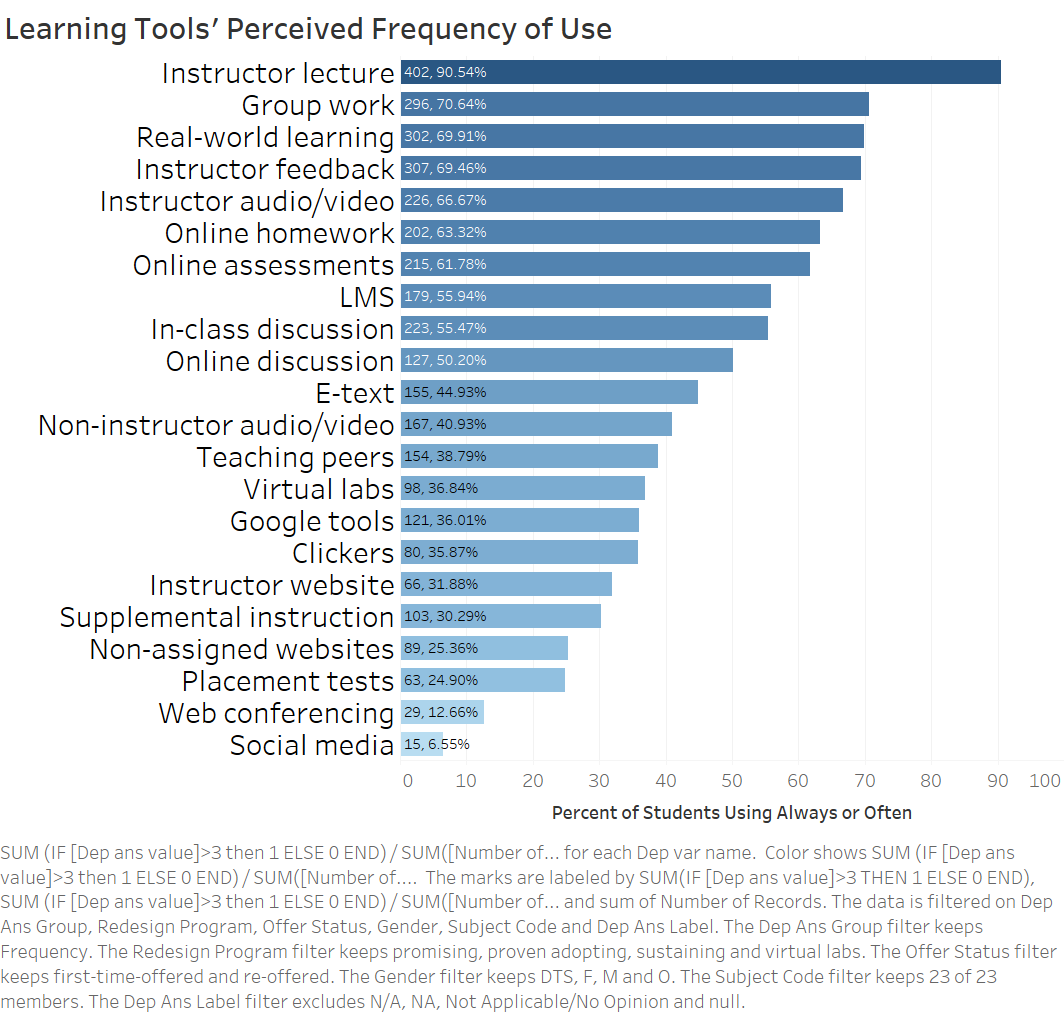 Learning Tools’ Perceived Frequency of Use
Instructor lecture 402, 90.54%
Group work 296, 70.64%
Real-world learning 302, 69.91%
Instructor feedback 307, 69.46%
Instructor audio/video 226, 66.67%
Online homework 202, 63.32%
Online assessments 215, 61.78%
LMS 179, 55.94%
In-class discussion 223, 55.47%
Online discussion 127, 50.20%
E-text 155, 44.93%
Non-instructor audio/video 167, 40.93%
Teaching peers 154, 38.79%
Virtual labs 98, 36.84%
Google tools 121, 36.01%
Clickers 80, 35.87%
Instructor website 66, 31.88%
Supplemental instruction 103, 30.29%
Non-assigned websites 89, 25.36%
Placement tests 63, 24.90%
Web conferencing 29, 12.66%
Social media 15, 6.55%
0 10 20 30 40 50 60 70 80 90 100
Percent of Students Using Always or Often
SUM (IF [Dep ans value]>3 then 1 ELSE 0 END) / SUM([Number of... for each Dep var name.  Color shows SUM (IF [Dep ans
value]>3 then 1 ELSE 0 END) / SUM([Number of....  The marks are labeled by SUM(IF [Dep ans value]>3 THEN 1 ELSE 0 END),
SUM (IF [Dep ans value]>3 then 1 ELSE 0 END) / SUM([Number of... and sum of Number of Records. The data is filtered on Dep
Ans Group, Redesign Program, Offer Status, Gender, Subject Code and Dep Ans Label. The Dep Ans Group filter keeps
Frequency. The Redesign Program filter keeps promising, proven adopting, sustaining and virtual labs. The Offer Status filter
keeps first-time-offered and re-offered. The Gender filter keeps DTS, F, M and O. The Subject Code filter keeps 23 of 23
members. The Dep Ans Label filter excludes N/A, NA, Not Applicable/No Opinion and null.